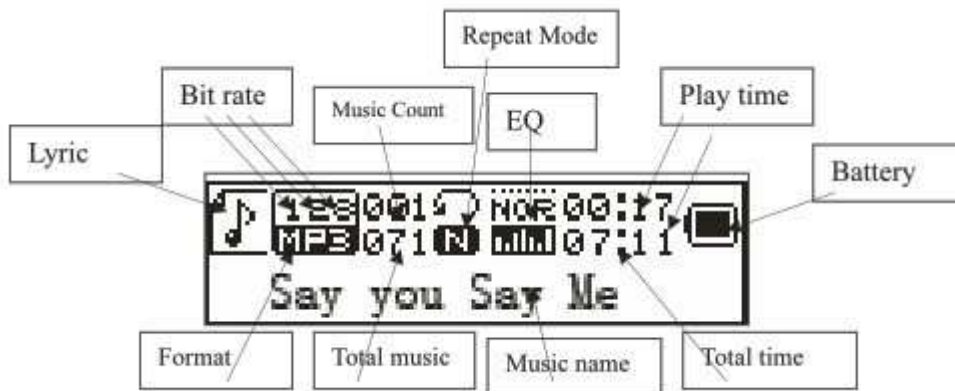 Repeat Mode
Bit rate
Music Count
EQ
Play time
Lyric
Battery
128 001 NOR 00:17
MP3 071 N 07:11
Say you Say Me
Format
Total music
Music name
Total time